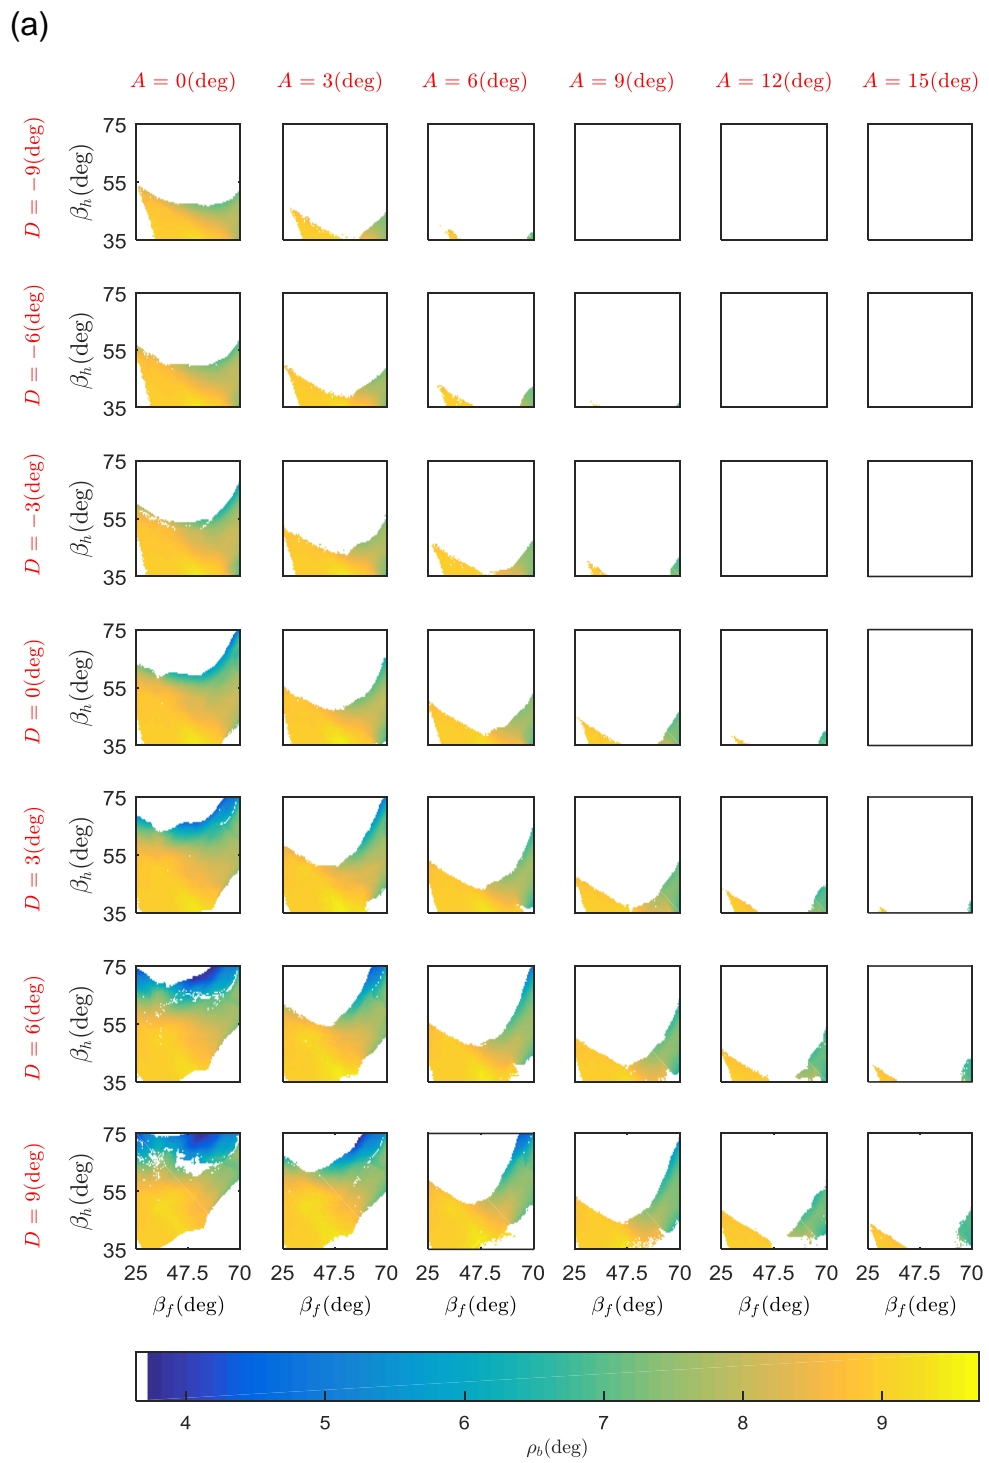 (a)
A = 0(deg) A = 3(deg) A = 6(deg) A = 9(deg) A = 12(deg) A = 15(deg)
D = −9(deg) β_h(deg) 75 55 35
D = −6(deg) β_h(deg) 75 55 35
D = −3(deg) β_h(deg) 75 55 35
D = 0(deg) β_h(deg) 75 55 35
D = 3(deg) β_h(deg) 75 55 35
D = 6(deg) β_h(deg) 75 55 35
D = 9(deg) β_h(deg) 75 55 35
25 47.5 70 25 47.5 70 25 47.5 70 25 47.5 70 25 47.5 70 25 47.5 70
β_f(deg) β_f(deg) β_f(deg) β_f(deg) β_f(deg) β_f(deg)
4 5 6 7 8 9
ρ_b(deg)